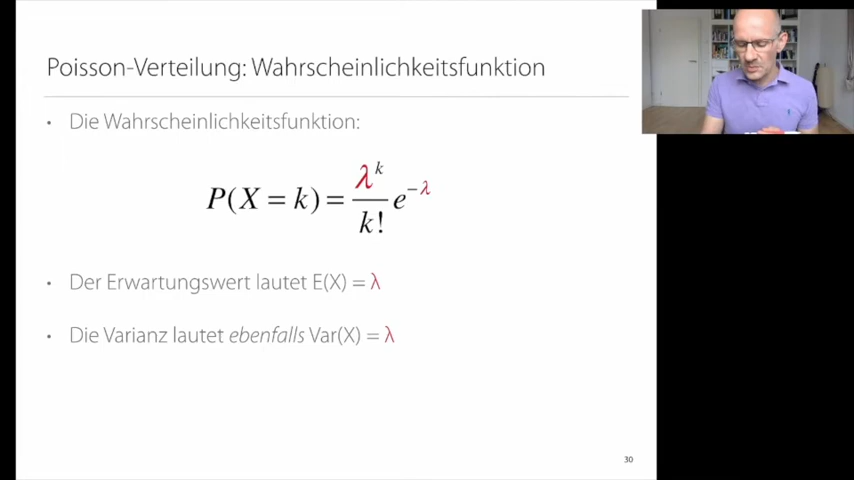 Poisson-Verteilung: Wahrscheinlichkeitsfunktion
• Die Wahrscheinlichkeitsfunktion:
P(X = k) = λ^k / k! e^−λ
• Der Erwartungswert lautet E(X) = λ
• Die Varianz lautet ebenfalls Var(X) = λ
30